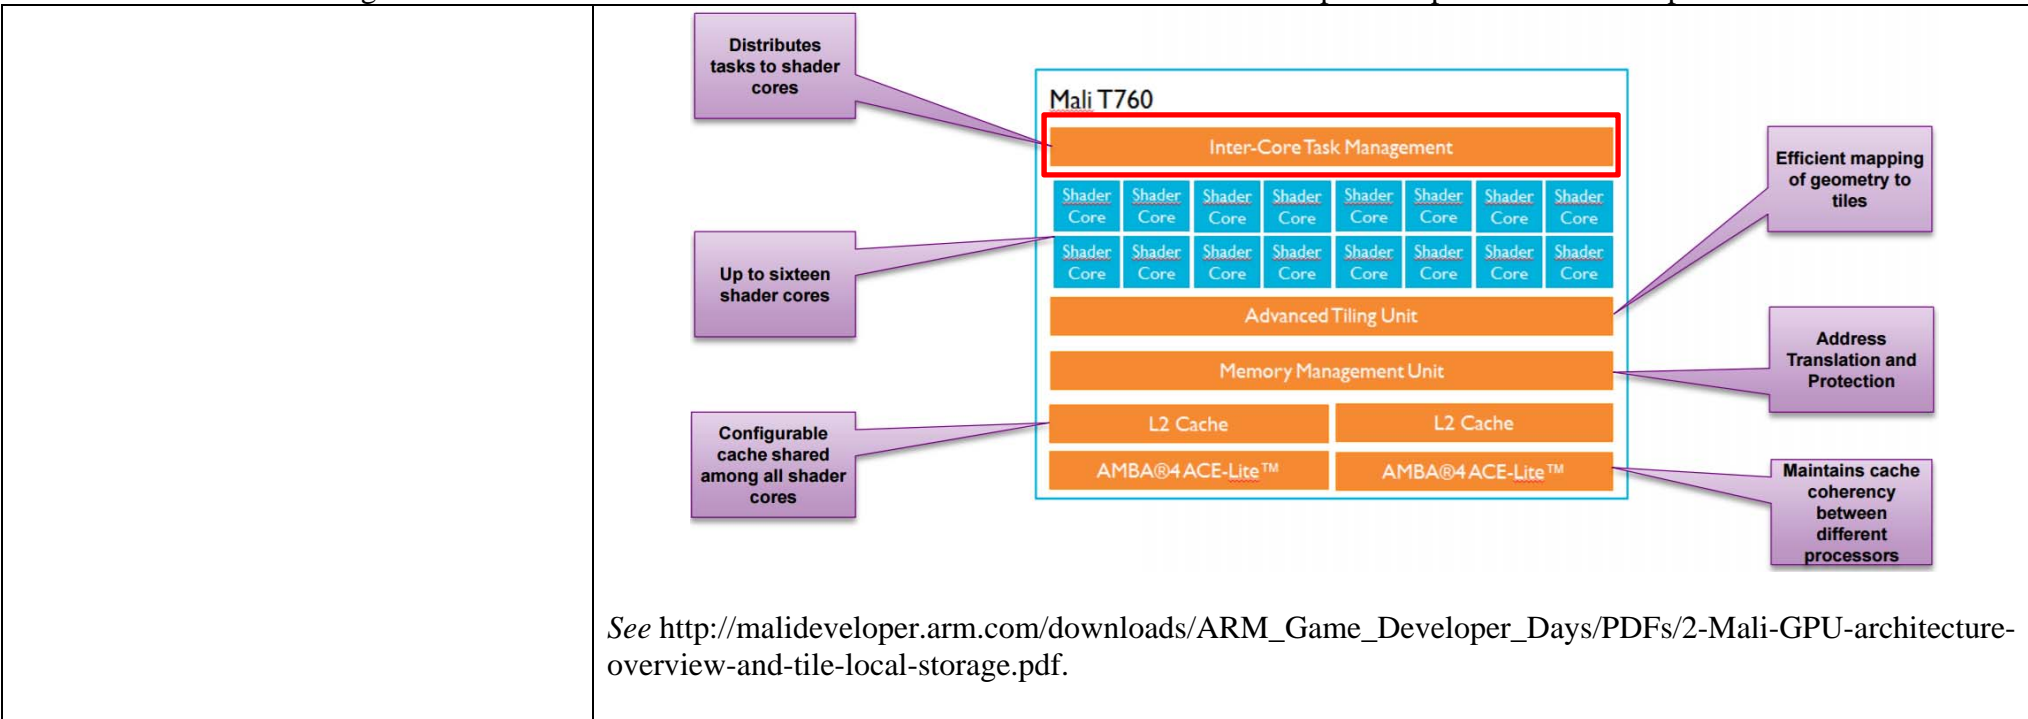 Distributes
tasks to shader
cores
Mali T760
Inter-Core Task Management
Efficient mapping
of geometry to
tiles
Shader Shader Shader Shader Shader Shader Shader Shader
Core Core Core Core Core Core Core Core
Up to sixteen
shader cores
Shader Shader Shader Shader Shader Shader Shader Shader
Core Core Core Core Core Core Core Core
Advanced Tiling Unit
Address
Translation and
Protection
Memory Management Unit
Configurable
cache shared
among all shader
cores
L2 Cache L2 Cache
AMBA®4 ACE-Lite™ AMBA®4 ACE-Lite™
Maintains cache
coherency
between
different
processors
See http://malideveloper.arm.com/downloads/ARM_Game_Developer_Days/PDFs/2-Mali-GPU-architecture-
overview-and-tile-local-storage.pdf.